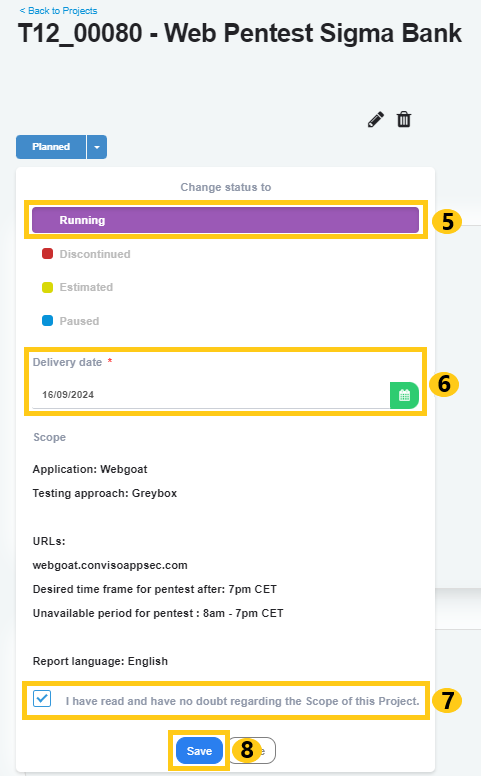 < Back to Projects
T12_00080 - Web Pentest Sigma Bank
Planned
Change status to
Running
5
Discontinued
Estimated
Paused
Delivery date *
6
16/09/2024
Scope
Application: Webgoat
Testing approach: Greybox
URLs:
webgoat.convisoappsec.com
Desired time frame for pentest after: 7pm CET
Unavailable period for pentest : 8am - 7pm CET
Report language: English
I have read and have no doubt regarding the Scope of this Project.
7
Save
8